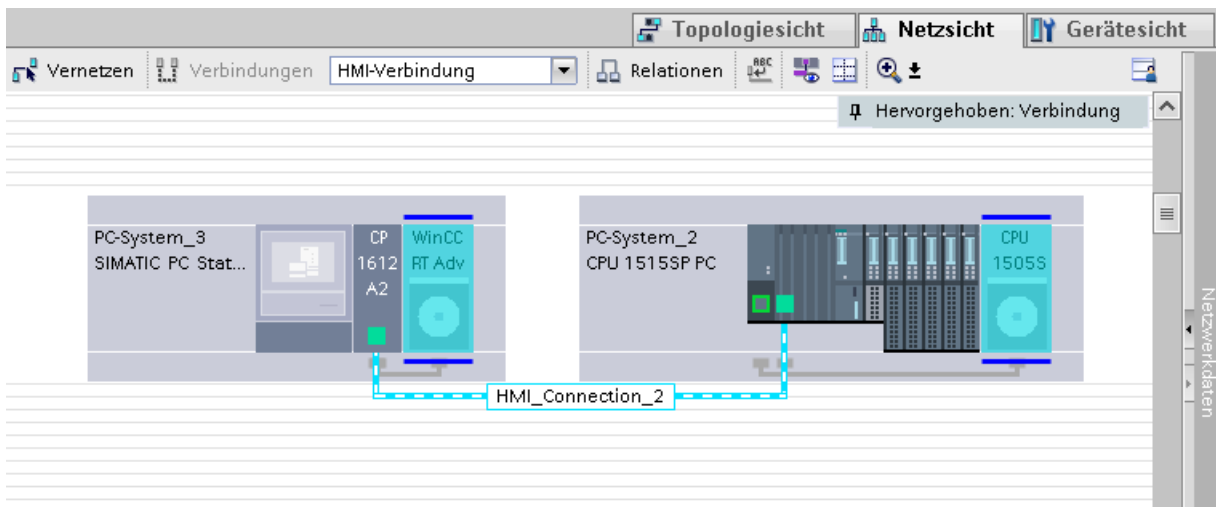 Topologiesicht
Netzsicht
Gerätesicht
Vernetzen
Verbindungen
HMI-Verbindung
Relationen
ABC
±
Hervorgehoben: Verbindung
PC-System_3
SIMATIC PC Stat...
CP
1612
A2
WinCC
RT Adv
PC-System_2
CPU 1515SP PC
CPU
1505S
HMI_Connection_2
Netzwerkdaten